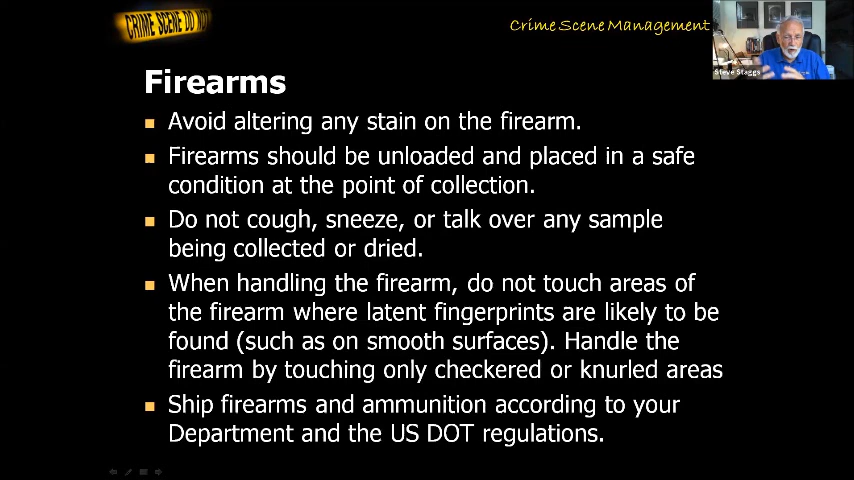 CRIME SCENE DO NOT
Crime Scene Management
Steve Staggs
Firearms
Avoid altering any stain on the firearm.
Firearms should be unloaded and placed in a safe
condition at the point of collection.
Do not cough, sneeze, or talk over any sample
being collected or dried.
When handling the firearm, do not touch areas of
the firearm where latent fingerprints are likely to be
found (such as on smooth surfaces). Handle the
firearm by touching only checkered or knurled areas
Ship firearms and ammunition according to your
Department and the US DOT regulations.